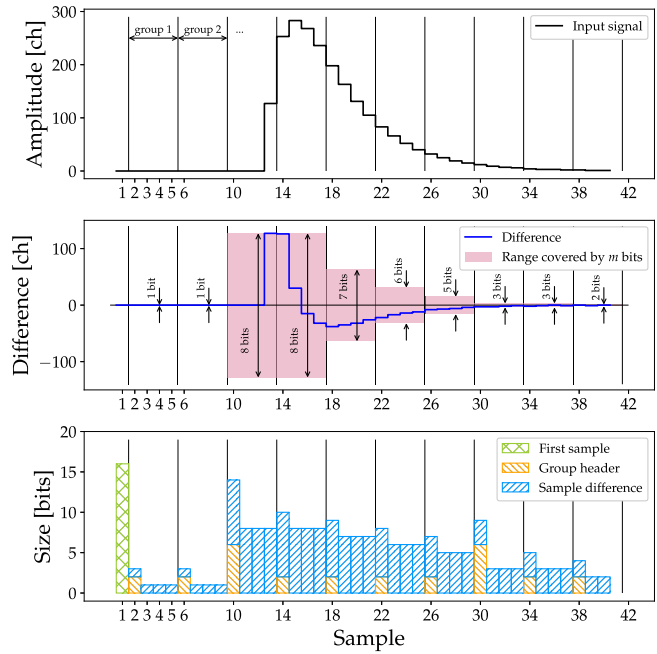 300
200
100
0
Amplitude [ch]
group 1
group 2
...
Input signal
1 2 3 4 5 6 10 14 18 22 26 30 34 38 42
100
0
−100
Difference [ch]
Difference
Range covered by m bits
1 bit
1 bit
8 bits
8 bits
7 bits
6 bits
5 bits
3 bits
3 bits
2 bits
1 2 3 4 5 6 10 14 18 22 26 30 34 38 42
20
15
10
5
0
Size [bits]
First sample
Group header
Sample difference
1 2 3 4 5 6 10 14 18 22 26 30 34 38 42
Sample